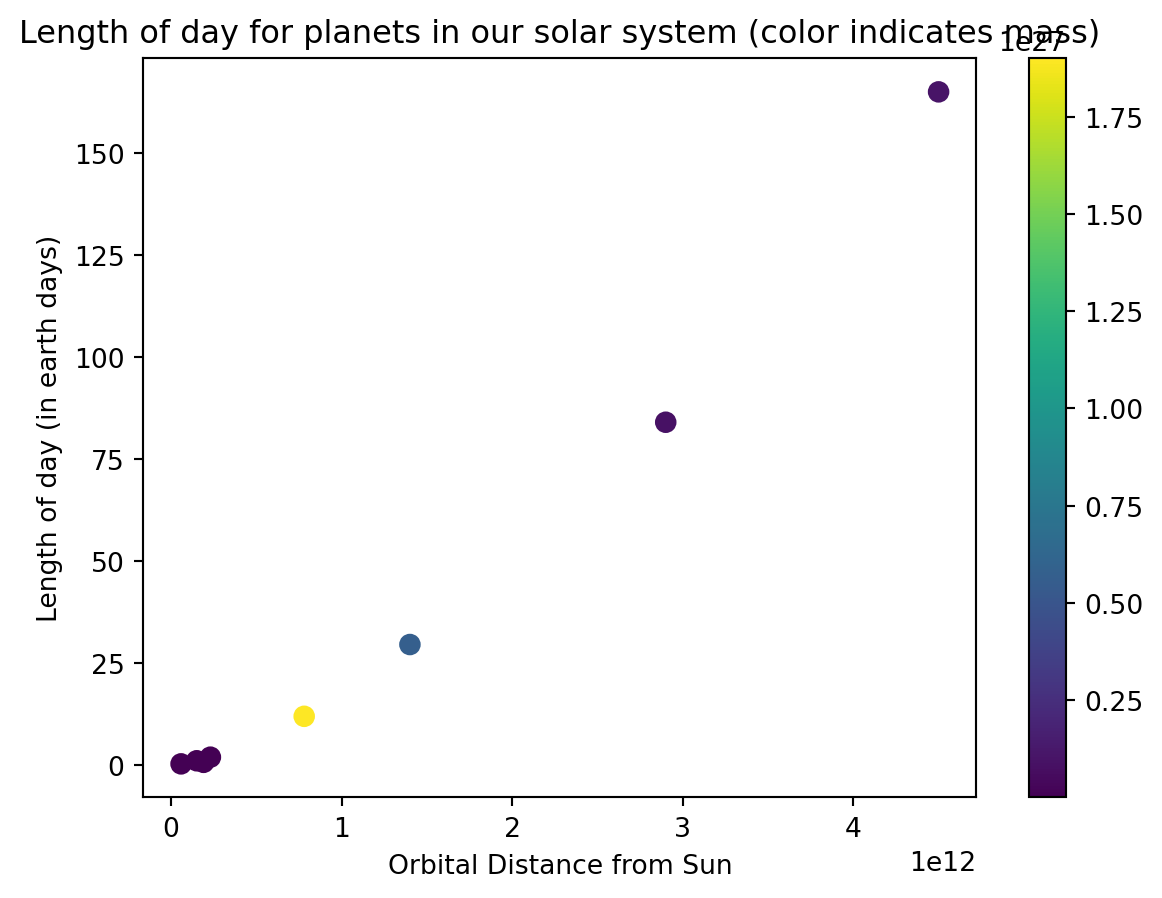 Length of day for planets in our solar system (color indicates mass)
1e27
Length of day (in earth days)
150
125
100
75
50
25
0
0 1 2 3 4
Orbital Distance from Sun
1e12
1.75
1.50
1.25
1.00
0.75
0.50
0.25